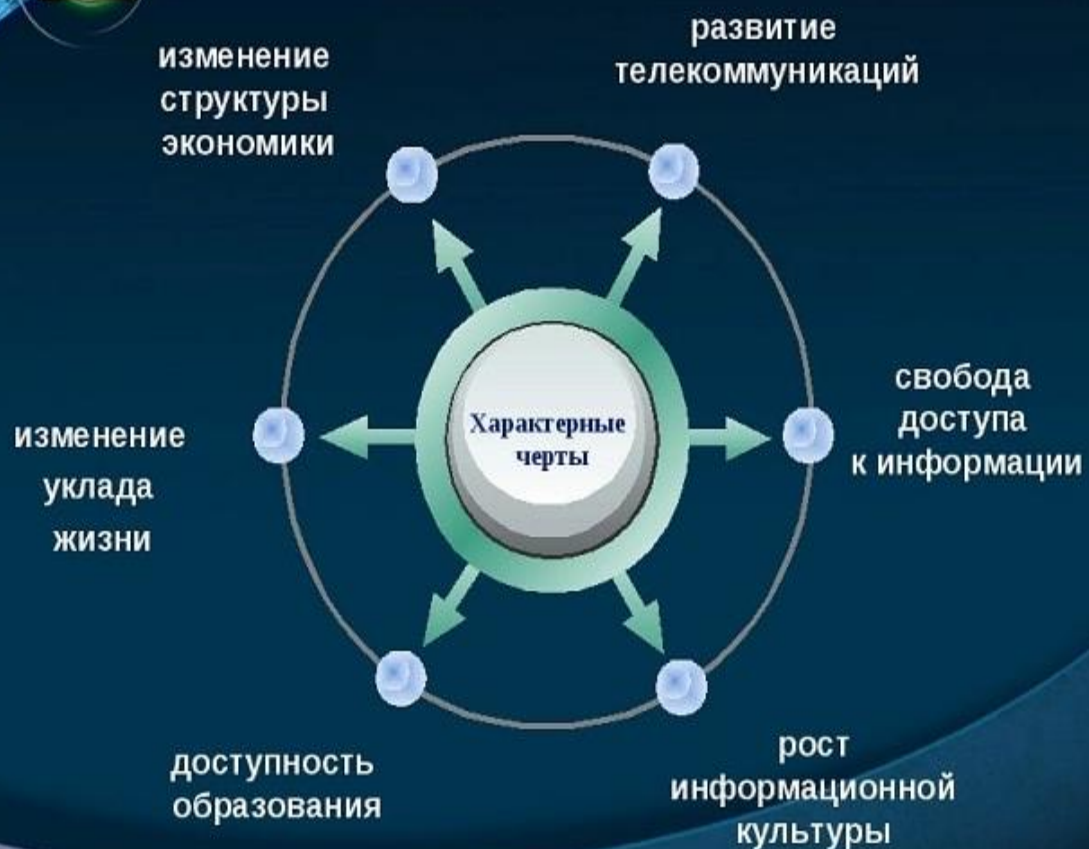 изменение
структуры
экономики
развитие
телекоммуникаций
Характерные
черты
свобода
доступа
к информации
изменение
уклада
жизни
доступность
образования
рост
информационной
культуры